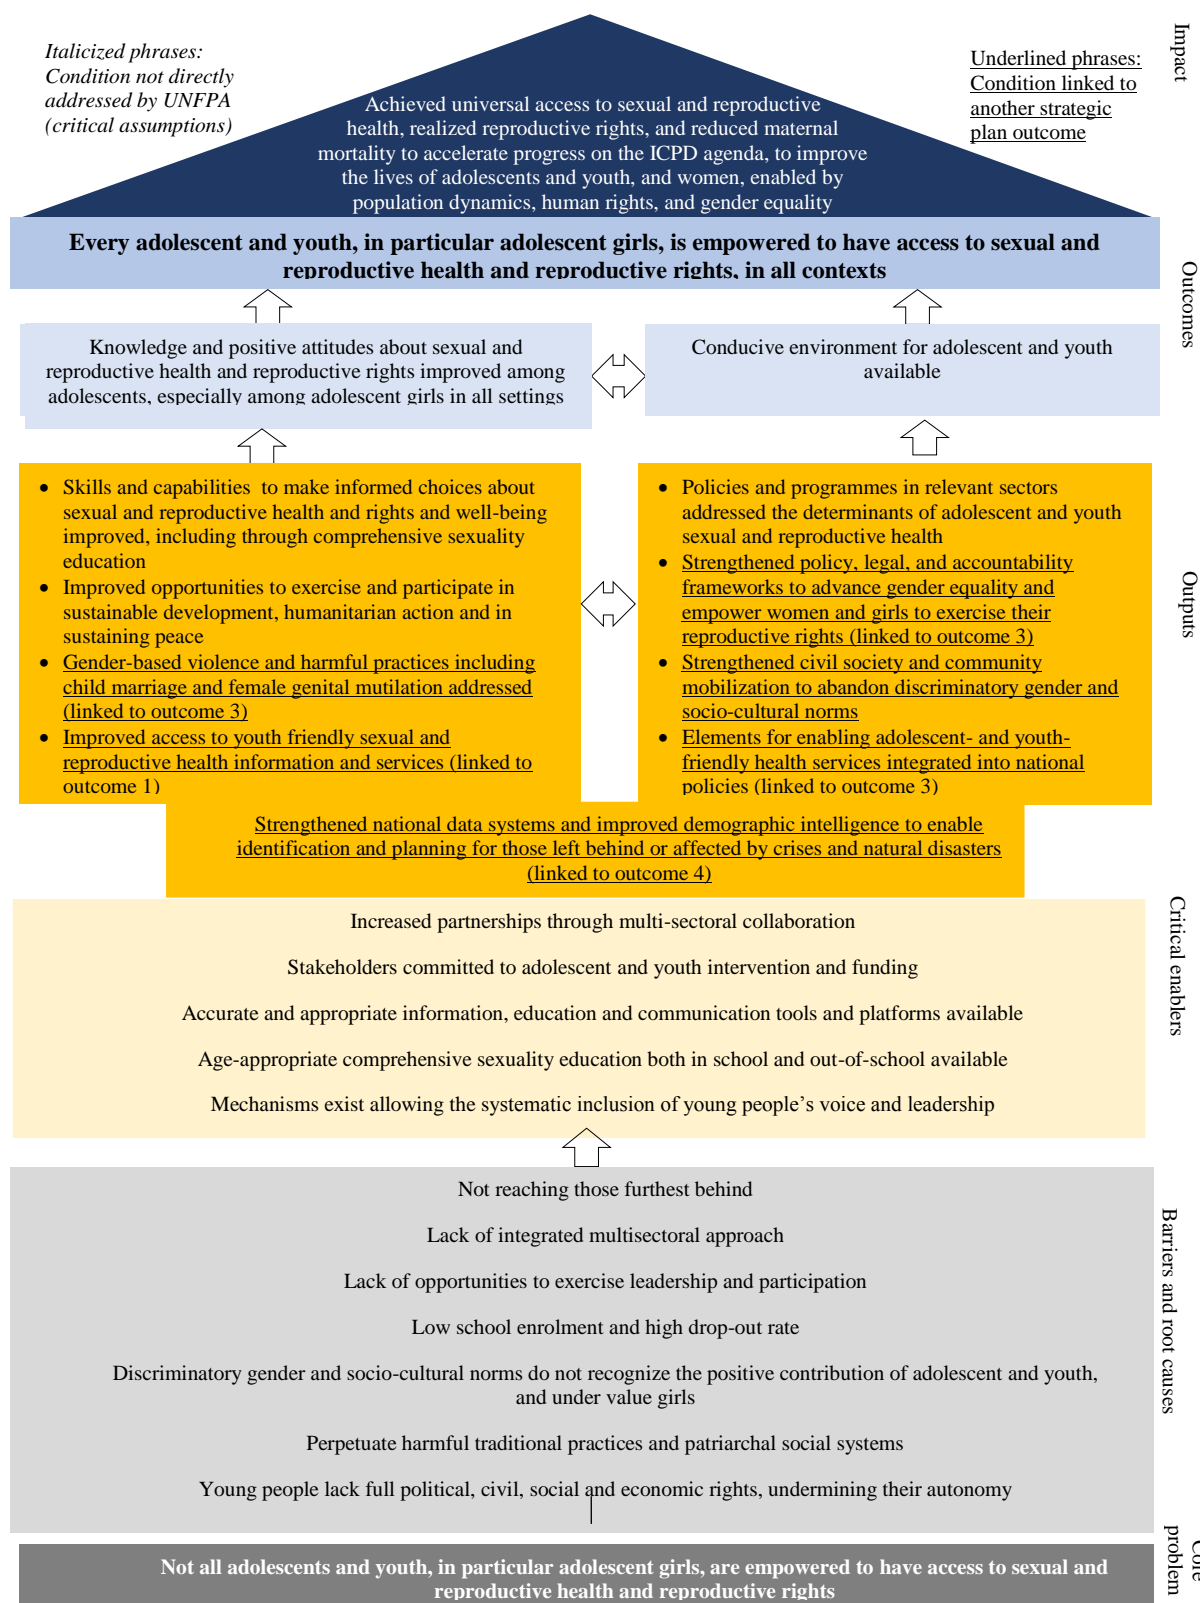 Italicized phrases:
Condition not directly
addressed by UNFPA
(critical assumptions)
Underlined phrases:
Condition linked to
another strategic
plan outcome
Impact
Achieved universal access to sexual and reproductive
health, realized reproductive rights, and reduced maternal
mortality to accelerate progress on the ICPD agenda, to improve
the lives of adolescents and youth, and women, enabled by
population dynamics, human rights, and gender equality
Every adolescent and youth, in particular adolescent girls, is empowered to have access to sexual and
reproductive health and reproductive rights, in all contexts
Outcomes
Knowledge and positive attitudes about sexual and
reproductive health and reproductive rights improved among
adolescents, especially among adolescent girls in all settings
Conducive environment for adolescent and youth
available
• Skills and capabilities to make informed choices about
sexual and reproductive health and rights and well-being
improved, including through comprehensive sexuality
education
• Improved opportunities to exercise and participate in
sustainable development, humanitarian action and in
sustaining peace
• Gender-based violence and harmful practices including
child marriage and female genital mutilation addressed
(linked to outcome 3)
• Improved access to youth friendly sexual and
reproductive health information and services (linked to
outcome 1)
• Policies and programmes in relevant sectors
addressed the determinants of adolescent and youth
sexual and reproductive health
• Strengthened policy, legal, and accountability
frameworks to advance gender equality and
empower women and girls to exercise their
reproductive rights (linked to outcome 3)
• Strengthened civil society and community
mobilization to abandon discriminatory gender and
socio-cultural norms
• Elements for enabling adolescent- and youth-
friendly health services integrated into national
policies (linked to outcome 3)
Outputs
Strengthened national data systems and improved demographic intelligence to enable
identification and planning for those left behind or affected by crises and natural disasters
(linked to outcome 4)
Increased partnerships through multi-sectoral collaboration
Stakeholders committed to adolescent and youth intervention and funding
Accurate and appropriate information, education and communication tools and platforms available
Age-appropriate comprehensive sexuality education both in school and out-of-school available
Mechanisms exist allowing the systematic inclusion of young people's voice and leadership
Critical enablers
Not reaching those furthest behind
Lack of integrated multisectoral approach
Lack of opportunities to exercise leadership and participation
Low school enrolment and high drop-out rate
Discriminatory gender and socio-cultural norms do not recognize the positive contribution of adolescent and youth,
and under value girls
Perpetuate harmful traditional practices and patriarchal social systems
Young people lack full political, civil, social and economic rights, undermining their autonomy
Barriers and root causes
Not all adolescents and youth, in particular adolescent girls, are empowered to have access to sexual and
reproductive health and reproductive rights
Core
problem